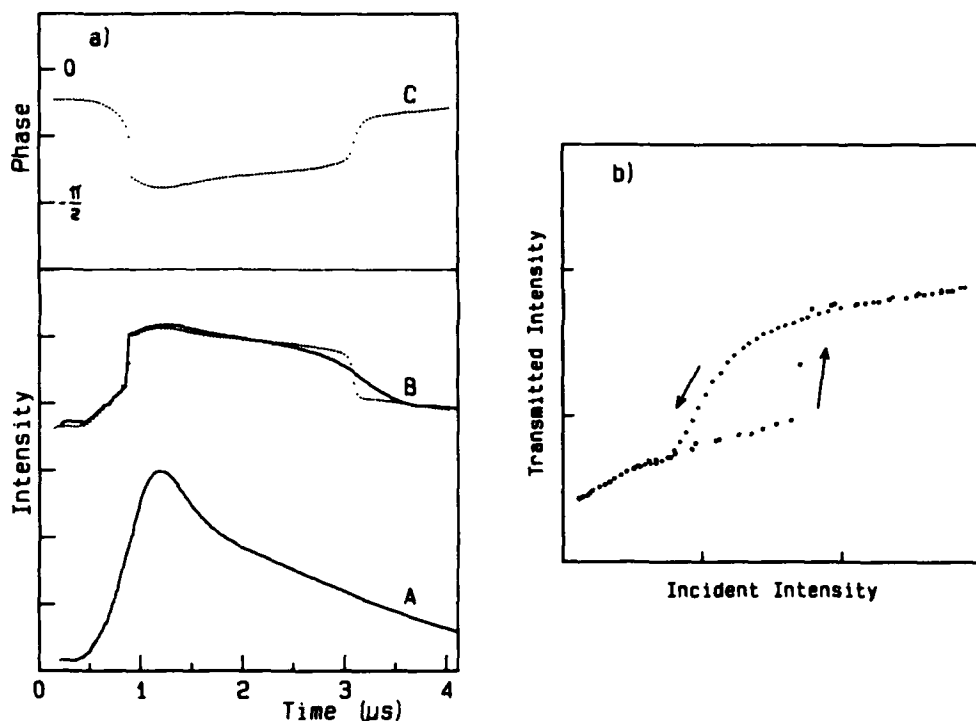 a)
0
C
Phase
-π/2
B
Intensity
A
0 1 2 3 4
Time (μs)
b)
Transmitted Intensity
Incident Intensity